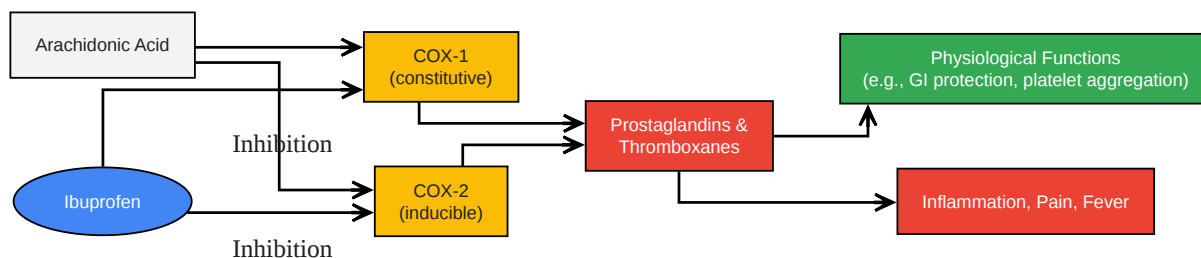 Arachidonic Acid
COX-1
(constitutive)
Physiological Functions
(e.g., GI protection, platelet aggregation)
Prostaglandins &
Thromboxanes
Inhibition
Ibuprofen
COX-2
(inducible)
Inflammation, Pain, Fever
Inhibition